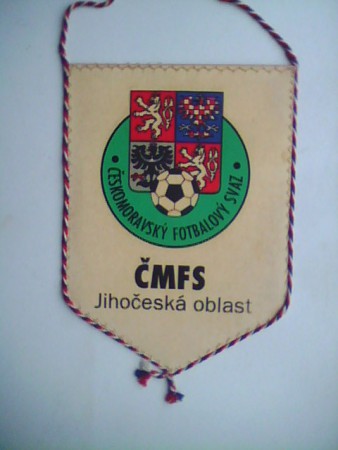 • ČESKOMORAVSKÝ FOTBALOVÝ SVAZ •
ČMFS
Jihočeská oblast